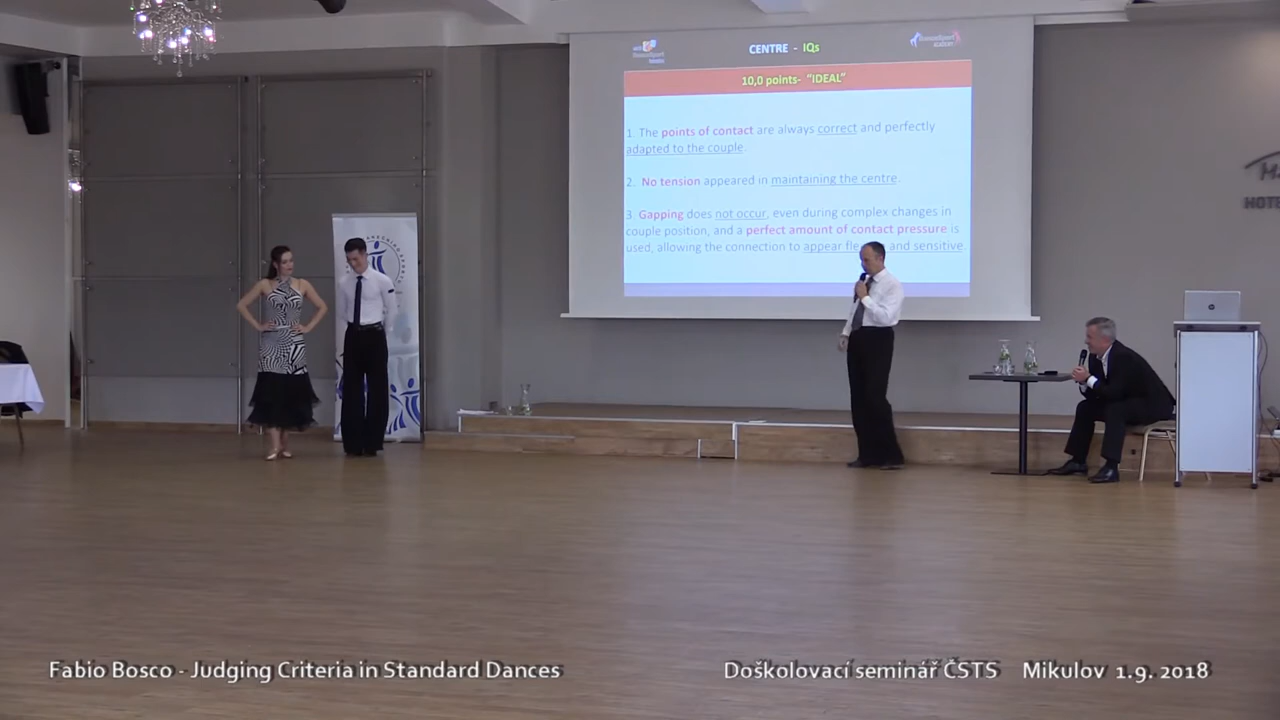 CENTRE - IQs
10,0 points- "IDEAL"
1. The points of contact are always correct and perfectly
adapted to the couple.
2. No tension appeared in maintaining the centre.
3. Gapping does not occur, even during complex changes in
couple position, and a perfect amount of contact pressure is
used, allowing the connection to appear and sensitive.
HOTE
Fabio Bosco - Judging Criteria in Standard Dances
Doškolovací seminář ČSTS Mikulov 1.9. 2018